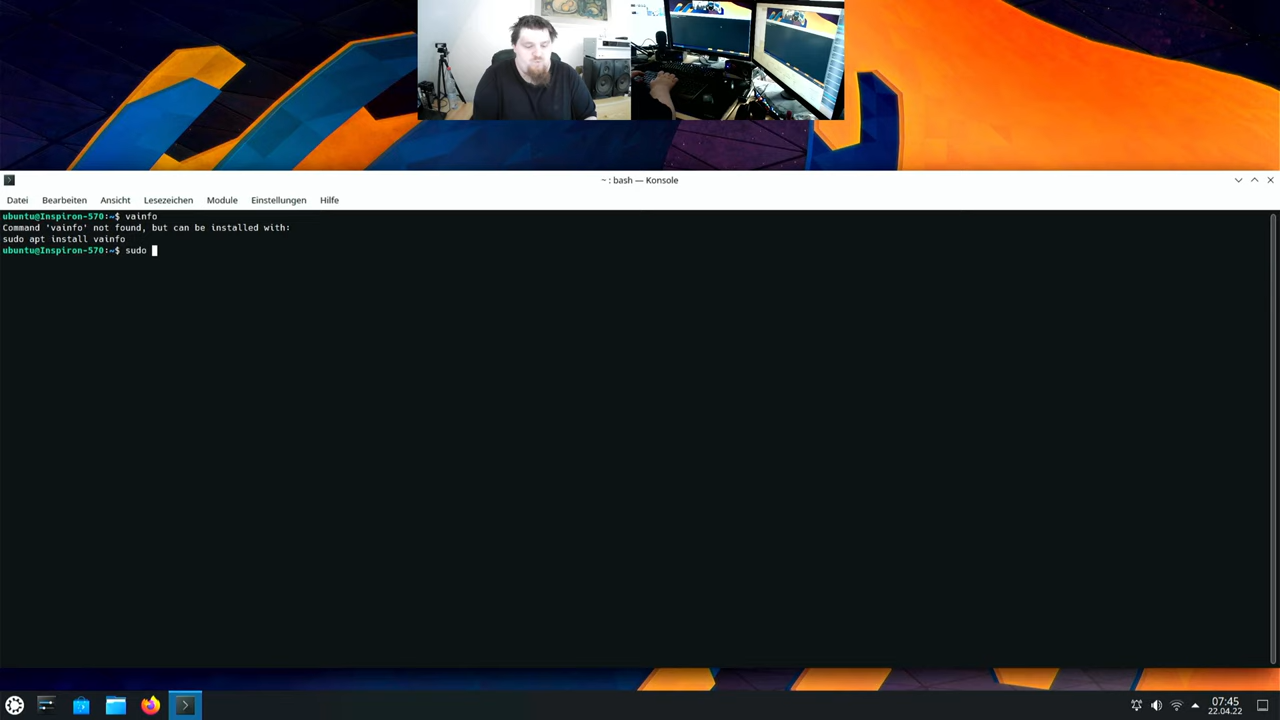 ~ : bash — Konsole
Datei Bearbeiten Ansicht Lesezeichen Module Einstellungen Hilfe
ubuntu@Inspiron-570:~$ vainfo
Command 'vainfo' not found, but can be installed with:
sudo apt install vainfo
ubuntu@Inspiron-570:~$ sudo
07:45
22.04.22